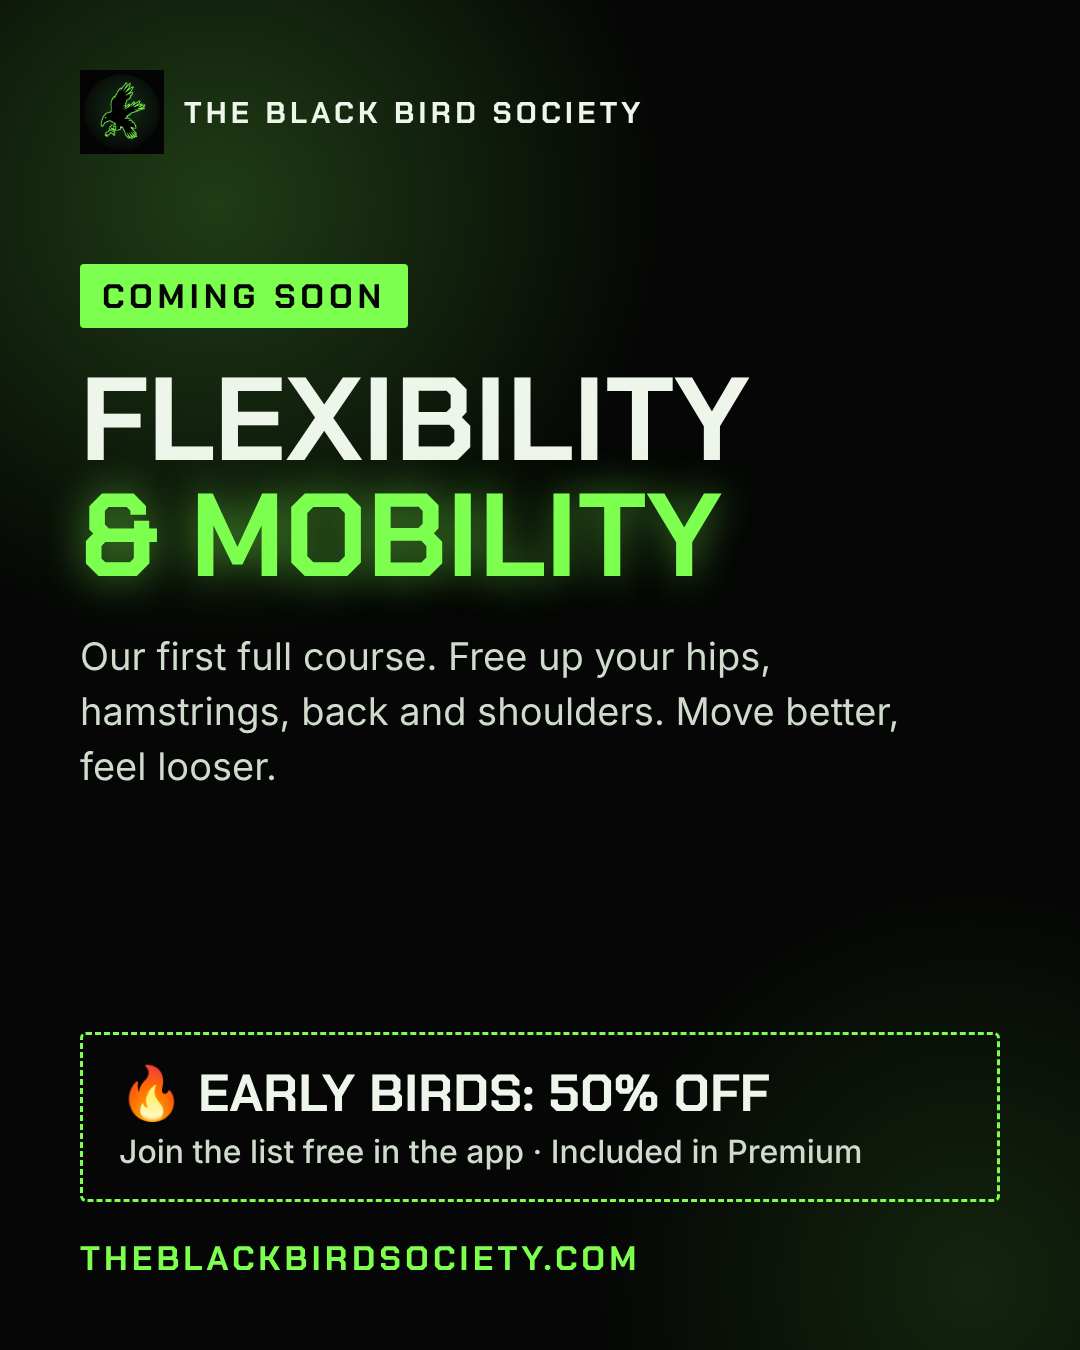 THE BLACK BIRD SOCIETY
COMING SOON
FLEXIBILITY
& MOBILITY
Our first full course. Free up your hips,
hamstrings, back and shoulders. Move better,
feel looser.
🔥 EARLY BIRDS: 50% OFF
Join the list free in the app · Included in Premium
THEBLACKBIRDSOCIETY.COM